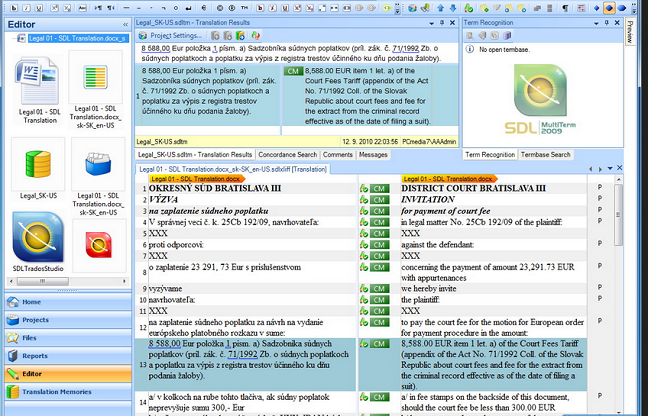 Editor
Legal 01 - SDL Translation.docx_s
Legal 01 - SDL
Translation
Legal 01 - SDL
Translation.doc
x_sk-SK_en-US
Legal_SK-US
Legal 01 - SDL
Translation.docx
_sk-SK_en-US
SDLTradosStudio
Home
Projects
Files
Reports
Editor
Translation Memories
Legal_SK-US.sdltm - Translation Results
Project Settings...
8 588,00 Eur položka 1 písm. a) Sadzobníka súdnych poplatkov (príl. zák. č. 71/1992 Zb. o
súdnych poplatkoch a poplatku za výpis z registra trestov účinného ku dňu podania žaloby).
1
8 588,00 Eur položka 1 písm. a)
Sadzobníka súdnych poplatkov (príl. zák.
č. 71/1992 Zb. o súdnych poplatkoch a
poplatku za výpis z registra trestov
účinného ku dňu podania žaloby).
CM
8,588.00 EUR item 1 let. a) of the
Court Fees Tariff (appendix of the Act
No. 71/1992 Coll. of the Slovak
Republic about court fees and fee for
the extract from the criminal record
effective as of the date of filing a suit).
Legal_SK-US.sdltm
12. 9. 2010 22:03:56
PCmedia7\AAAdmin
Legal_SK-US.sdltm - Translation Results
Concordance Search
Comments
Messages
Term Recognition
No open termbase.
SDL MultiTerm
2009
Term Recognition
Termbase Search
Preview
Legal 01 - SDL Translation.docx_sk-SK_en-US.sdlxliff [Translation]
Legal 01 - SDL Translation.docx
Legal 01 - SDL Translation.docx
1 OKRESNÝ SÚD BRATISLAVA III CM DISTRICT COURT BRATISLAVA III P
2 VÝZVA CM INVITATION P
3 na zaplatenie súdneho poplatku CM for payment of court fee P
4 V správnej veci č. k. 25Cb 192/09, navrhovateľa: CM in legal matter No. 25Cb 192/09 of the plaintiff: P
5 XXX CM XXX P
6 proti odporcovi: CM against the defendant: P
7 XXX CM XXX P
8 o zaplatenie 23 291, 73 Eur s príslušenstvom CM concerning the payment of amount 23,291.73 EUR P
with appurtenances
9 vyzývame CM we hereby invite P
10 navrhovateľa: CM the plaintiff: P
11 XXX CM XXX P
12 na zaplatenie súdneho poplatku za návrh na vydanie
európskeho platobného rozkazu v sume: CM to pay the court fee for the motion for European order P
for payment procedure in the amount:
13 8 588,00 Eur položka 1 písm. a) Sadzobníka súdnych
poplatkov (príl. zák. č. 71/1992 Zb. o súdnych poplatkoch
a poplatku za výpis z registra trestov účinného ku dňu
podania žaloby).
CM
8,588.00 EUR item 1 let. a) of the Court Fees Tariff
(appendix of the Act No. 71/1992 Coll. of the Slovak
Republic about court fees and fee for the extract from
the criminal record effective as of the date of filing a
suit).
P
14 a/ v kolkoch na rube tohto tlačiva, ak súdny poplatok
neprevyšuje sumu 300,- Eur
CM
a/ in fee stamps on the backside of this document,
should the court fee be less than 300.00 EUR
P